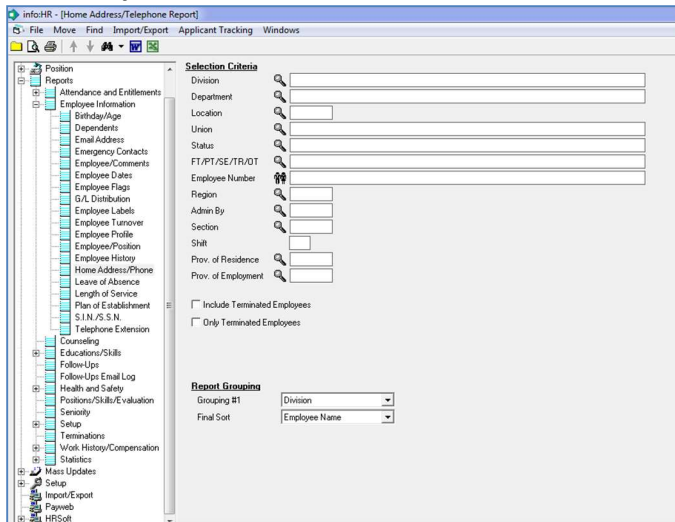 info:HR - [Home Address/Telephone Report]
File Move Find Import/Export Applicant Tracking Windows
Position
Reports
Attendance and Entitlements
Employee Information
Birthday/Age
Dependents
Email Address
Emergency Contacts
Employee/Comments
Employee Dates
Employee Flags
G/L Distribution
Employee Labels
Employee Turnover
Employee Profile
Employee/Position
Employee History
Home Address/Phone
Leave of Absence
Length of Service
Plan of Establishment
S.I.N./S.S.N.
Telephone Extension
Counseling
Educations/Skills
Follow-Ups
Follow-Ups Email Log
Health and Safety
Positions/Skills/Evaluation
Seniority
Setup
Terminations
Work History/Compensation
Statistics
Mass Updates
Setup
Import/Export
Payweb
HRSoft
Selection Criteria
Division
Department
Location
Union
Status
FT/PT/SE/TR/OT
Employee Number
Region
Admin By
Section
Shift
Prov. of Residence
Prov. of Employment
Include Terminated Employees
Only Terminated Employees
Report Grouping
Grouping #1 Division
Final Sort Employee Name